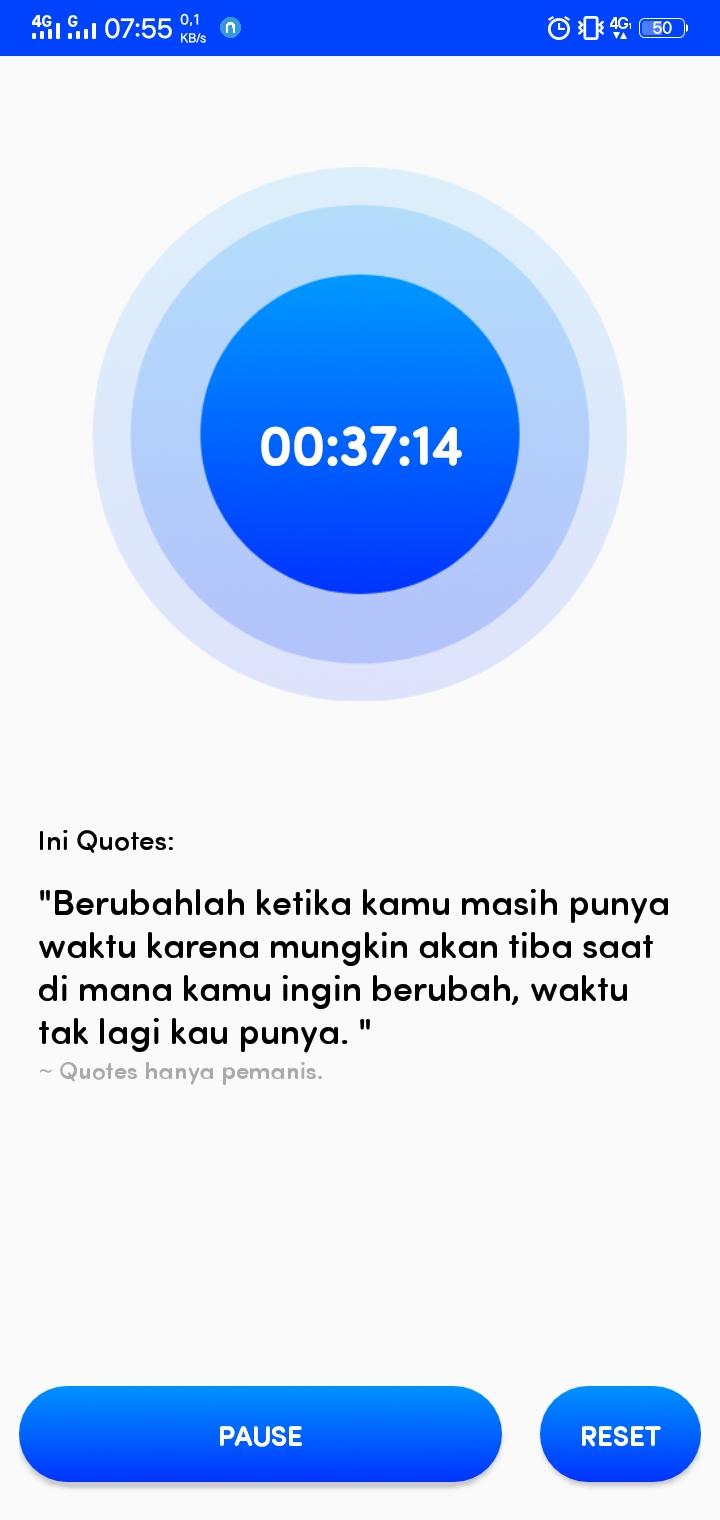 4G G 07:55 0,1 KB/s n 4G 50
00:37:14
Ini Quotes:
"Berubahlah ketika kamu masih punya
waktu karena mungkin akan tiba saat
di mana kamu ingin berubah, waktu
tak lagi kau punya. "
~ Quotes hanya pemanis.
PAUSE RESET